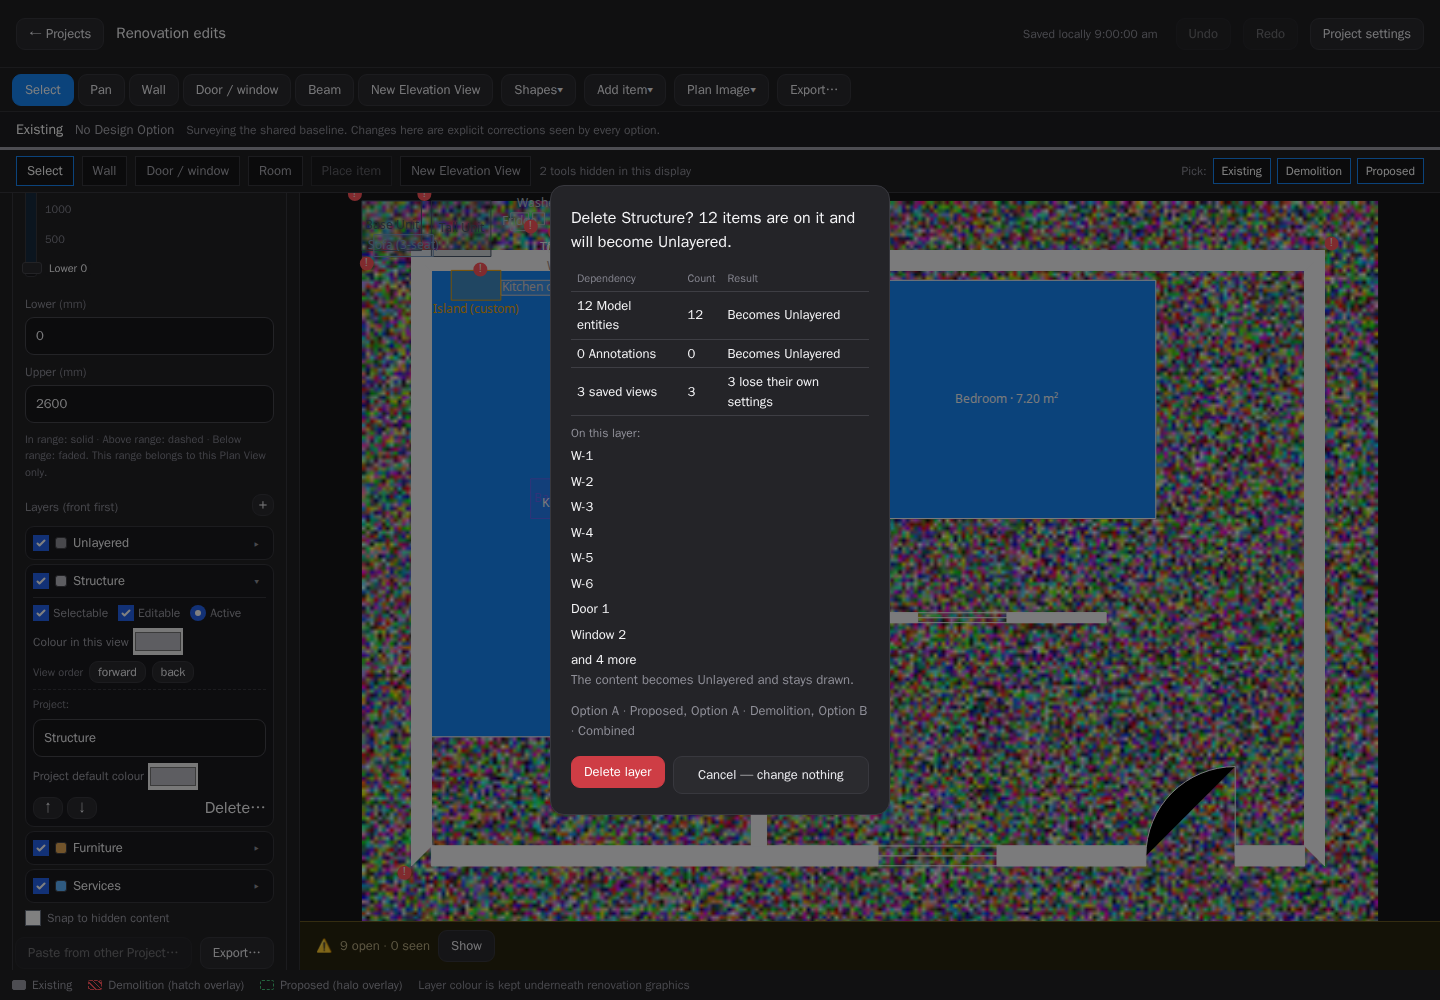 ← Projects
Renovation edits
Saved locally 9:00:00 am
Undo
Redo
Project settings
Select
Pan
Wall
Door / window
Beam
New Elevation View
Shapes▾
Add item▾
Plan Image▾
Export···
Existing
No Design Option
Surveying the shared baseline. Changes here are explicit corrections seen by every option.
Select
Wall
Door / window
Room
Place item
New Elevation View
2 tools hidden in this display
Pick:
Existing
Demolition
Proposed
1000
500
Lower 0
Lower (mm)
0
Upper (mm)
2600
In range: solid · Above range: dashed · Below
range: faded. This range belongs to this Plan View
only.
Layers (front first)
+
Unlayered
Structure
Selectable
Editable
Active
Colour in this view
View order
forward
back
Project:
Structure
Project default colour
↑
↓
Delete···
Furniture
Services
Snap to hidden content
Paste from other Project···
Export···
Island (custom)
Bedroom · 7.20 m²
Delete Structure? 12 items are on it and
will become Unlayered.
Dependency Count Result
12 Model
entities
12
Becomes Unlayered
0 Annotations 0 Becomes Unlayered
3 saved views 3
3 lose their own
settings
On this layer:
W-1
W-2
W-3
W-4
W-5
W-6
Door 1
Window 2
and 4 more
The content becomes Unlayered and stays drawn.
Option A · Proposed, Option A · Demolition, Option B
· Combined
Delete layer
Cancel — change nothing
9 open · 0 seen
Show
Existing
Demolition (hatch overlay)
Proposed (halo overlay)
Layer colour is kept underneath renovation graphics